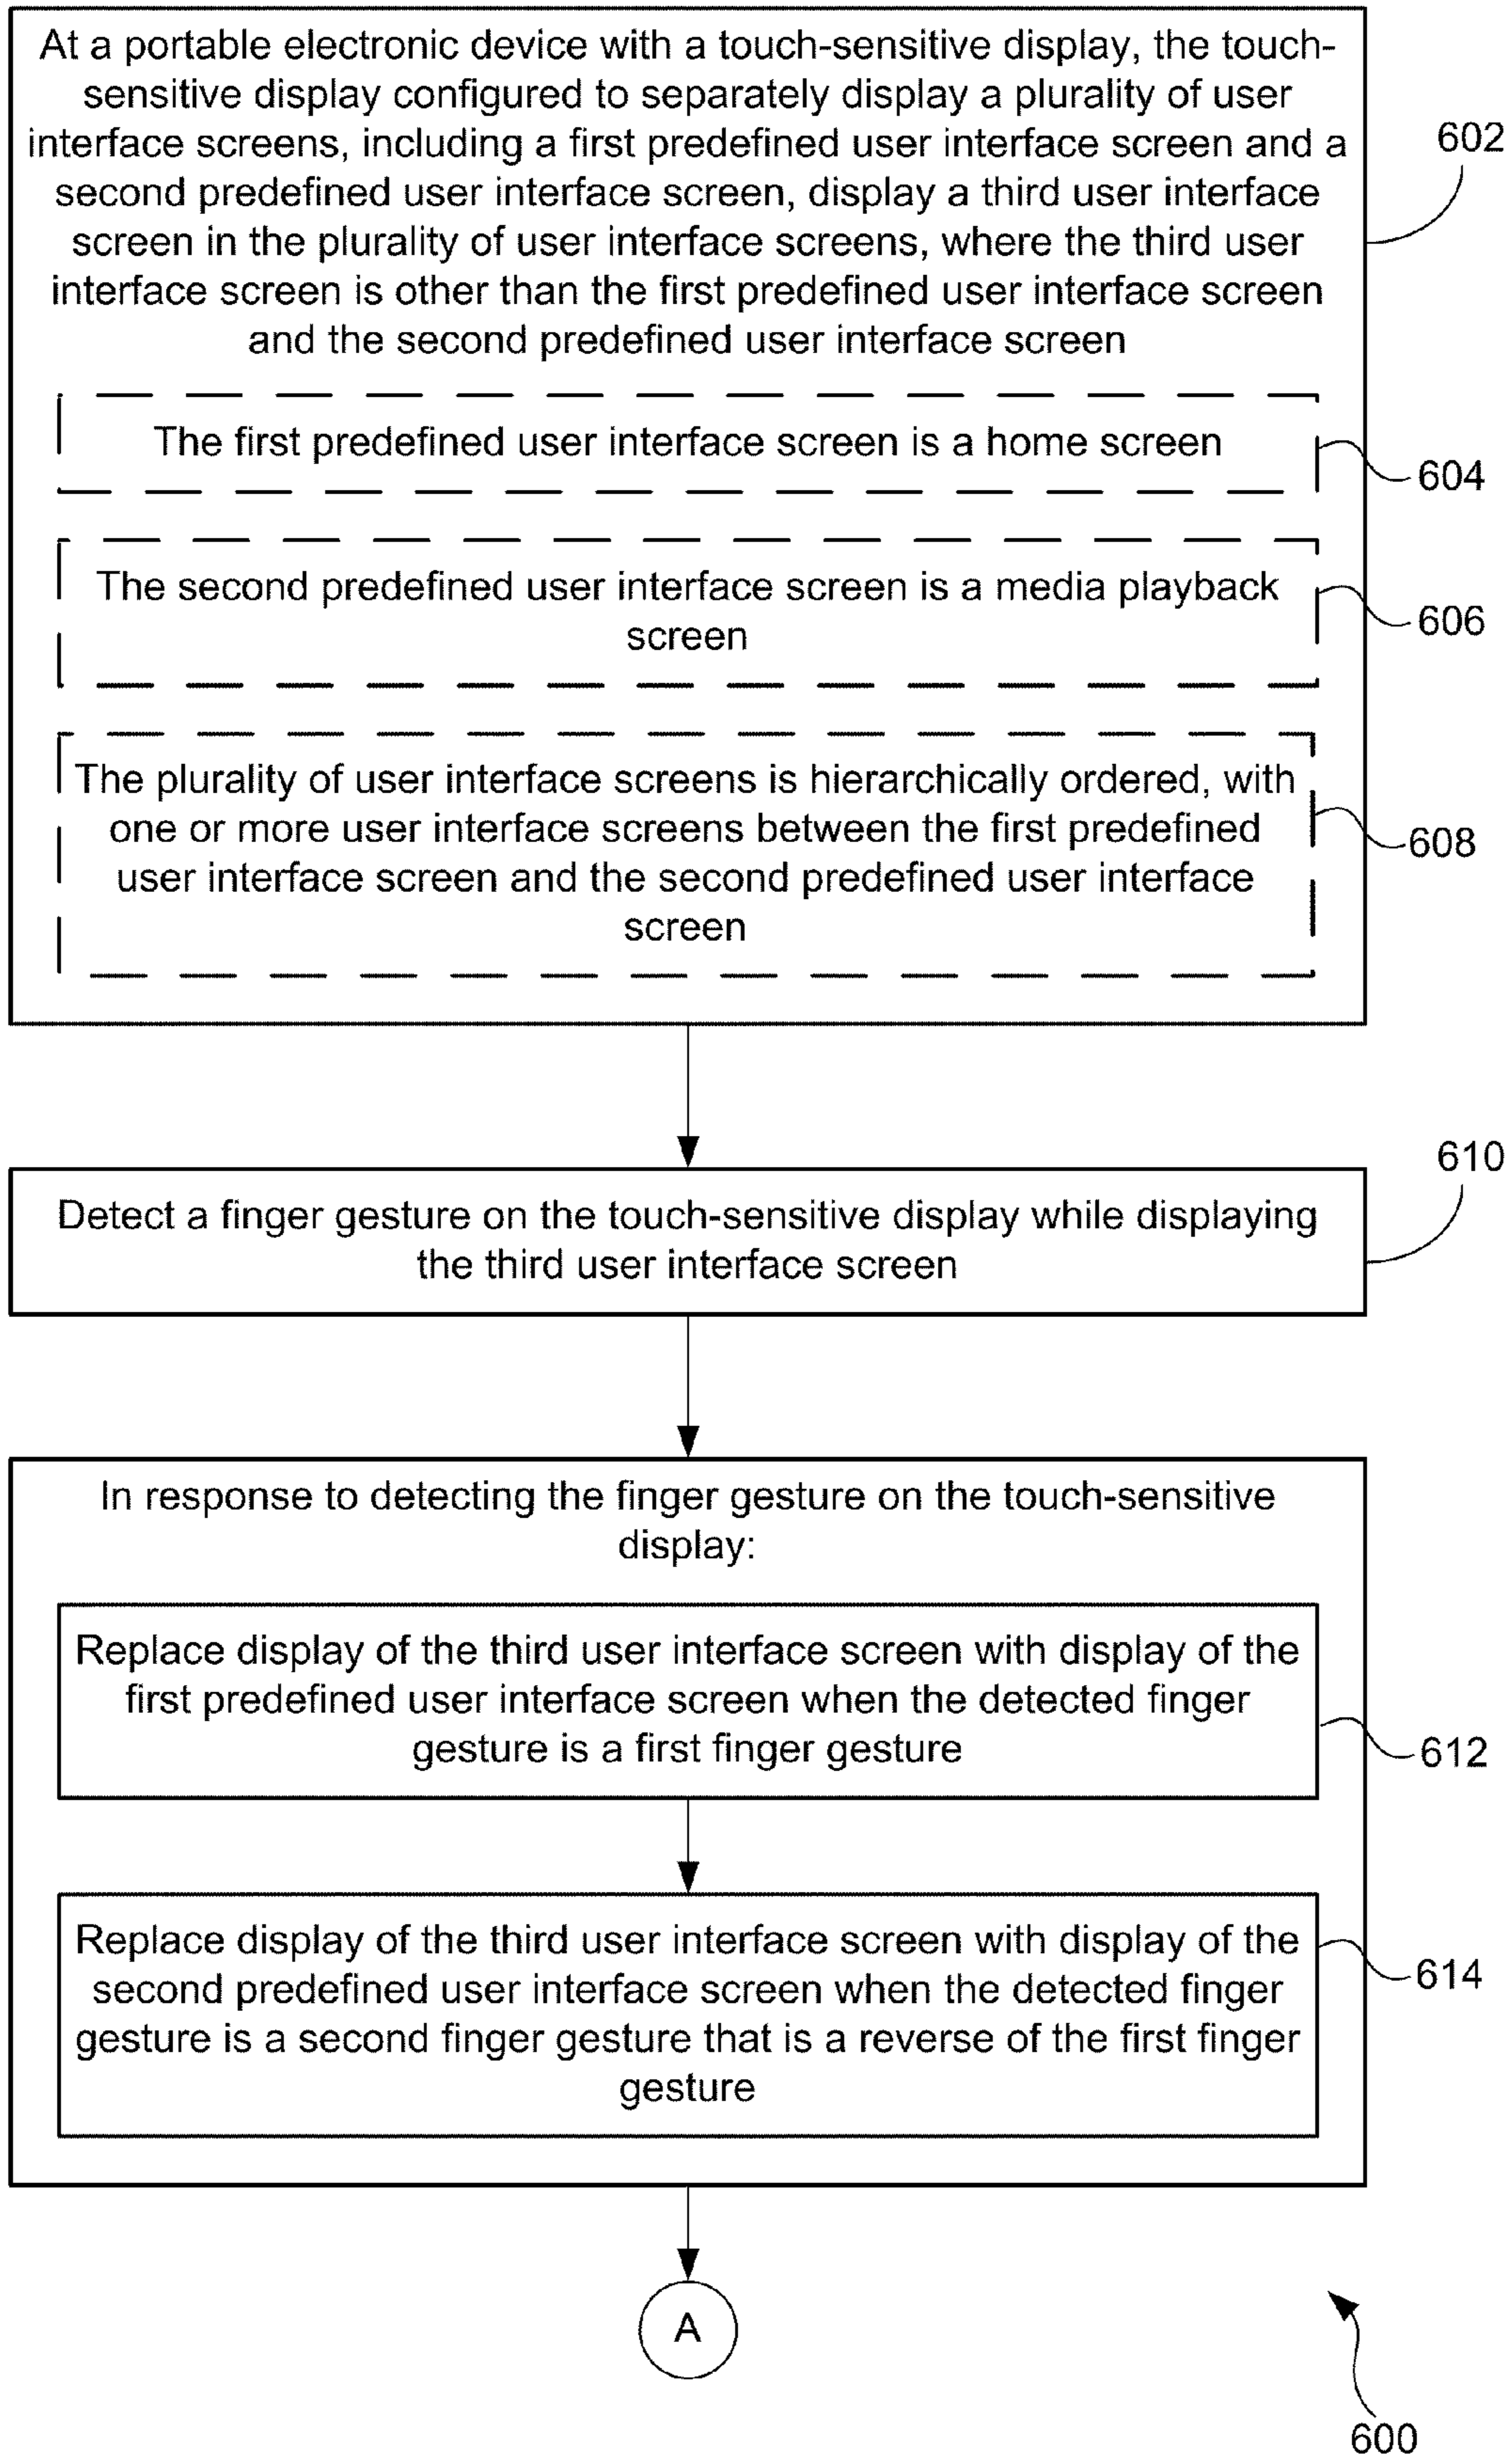 At a portable electronic device with a touch-sensitive display, the touch-
sensitive display configured to separately display a plurality of user
interface screens, including a first predefined user interface screen and a
second predefined user interface screen, display a third user interface
screen in the plurality of user interface screens, where the third user
interface screen is other than the first predefined user interface screen
and the second predefined user interface screen
602
The first predefined user interface screen is a home screen
604
The second predefined user interface screen is a media playback
screen
606
The plurality of user interface screens is hierarchically ordered, with
one or more user interface screens between the first predefined
user interface screen and the second predefined user interface
screen
608
Detect a finger gesture on the touch-sensitive display while displaying
the third user interface screen
610
In response to detecting the finger gesture on the touch-sensitive
display:
Replace display of the third user interface screen with display of the
first predefined user interface screen when the detected finger
gesture is a first finger gesture
612
Replace display of the third user interface screen with display of the
second predefined user interface screen when the detected finger
gesture is a second finger gesture that is a reverse of the first finger
gesture
614
A
600